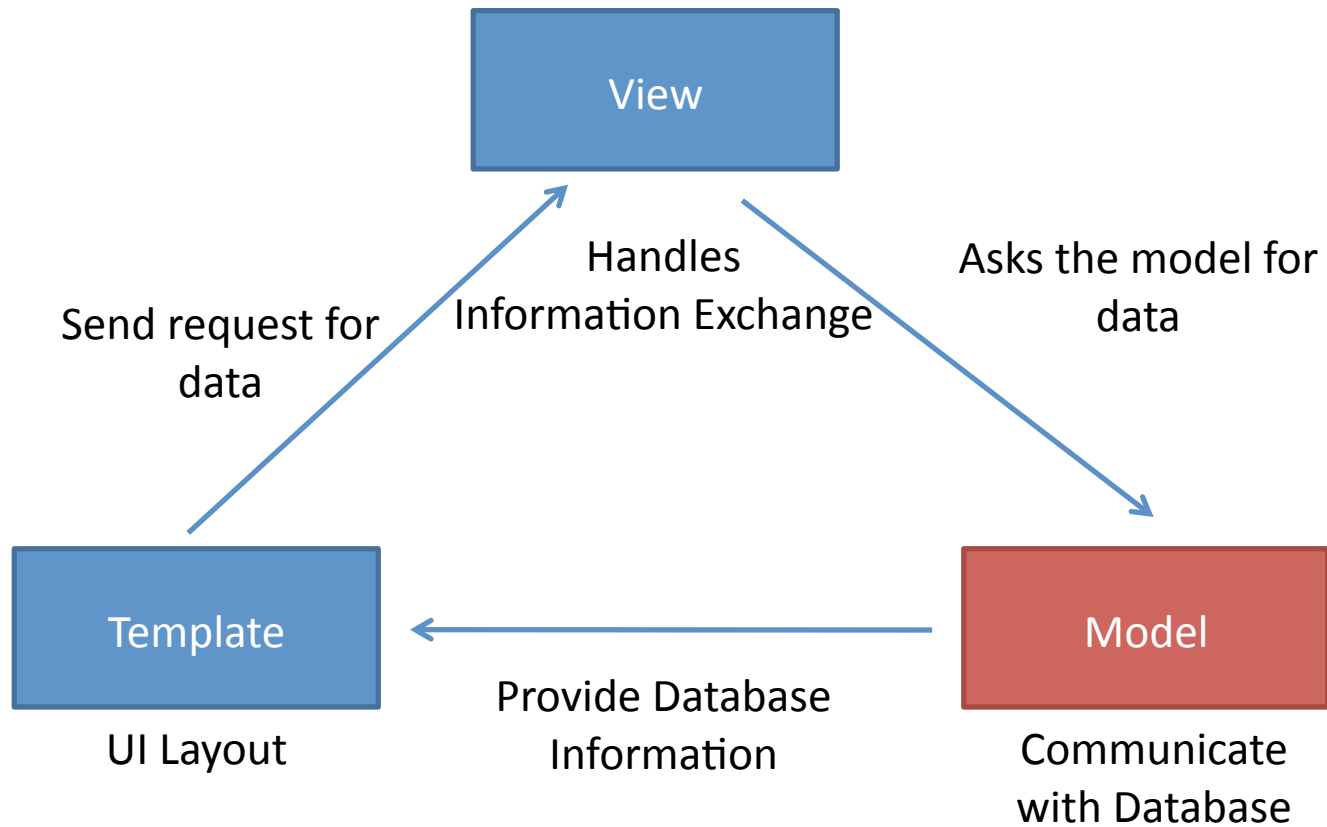 View
Handles
Information Exchange
Asks the model for
data
Send request for
data
Template
Model
Provide Database
Information
UI Layout
Communicate
with Database